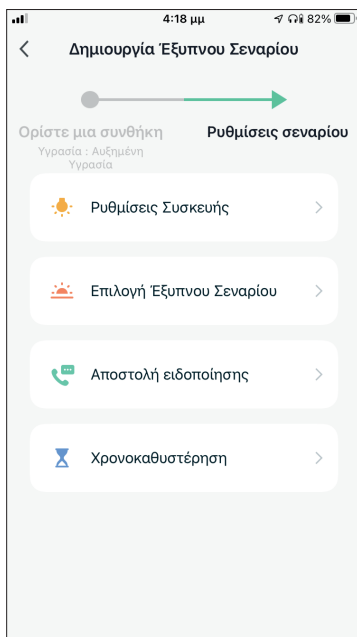 4:18 μμ 82%
Δημιουργία Έξυπνου Σεναρίου
Ορίστε μια συνθήκη Ρυθμίσεις σεναρίου
Υγρασία : Αυξημένη
Υγρασία
Ρυθμίσεις Συσκευής
Επιλογή Έξυπνου Σεναρίου
Αποστολή ειδοποίησης
Χρονοκαθυστέρηση